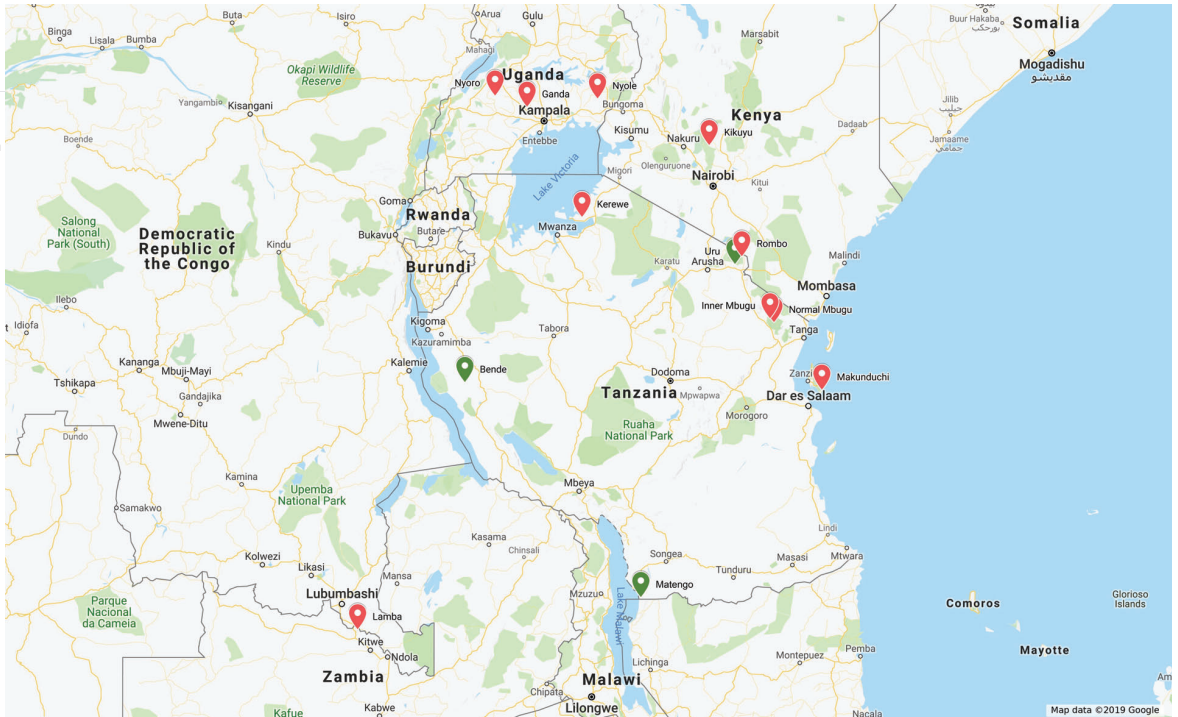 Somalia
Buta
Isiro
Arua
Gulu
Buur Hakaba
بورحكبة
Binga
Lisala
Bumba
Mahagi
Marsabit
Mogadishu
مقديشو
Okapi Wildlife
Reserve
Nyoro
Uganda
Nyole
Ganda
Yangambi
Kisangani
Kampala
Bungoma
Kenya
Jilib
جيليب
Entebbe
Kisumu
Nakuru
Kikuyu
Dadaab
Boende
Jamaame
جمامي
Olenguruone
Lake Victoria
Migori
Nairobi
Kitui
Goma
Kerewe
Rwanda
Salong
National
Park (South)
Democratic
Republic of
the Congo
Kindu
Bukavu
Butare
Mwanza
Uru
Rombo
Burundi
Karatu
Arusha
Malindi
Mombasa
Ilebo
Inner Mbugu
Normal Mbugu
Idiofa
Kigoma
Tabora
Tanga
Kazuramimba
Kananga
Mbuji-Mayi
Kalemie
Bende
Dodoma
Zanzi
Makunduchi
Tshikapa
Gandajika
Tanzania
Mpwapwa
Dar es Salaam
Mwene-Ditu
Morogoro
Dundo
Ruaha
National Park
Kamina
Mbeya
Upemba
National Park
Samakwo
Lindi
Kasama
Kolwezi
Chinsali
Songea
Masasi
Mtwara
Likasi
Mansa
Tunduru
Matengo
Lubumbashi
Mzuzu
Lake Malawi
Parque
Nacional
da Cameia
Lamba
Comoros
Glorioso
Islands
Kitwe
Ndola
Lichinga
Montepuez
Pemba
Mayotte
Zambia
Malawi
Chipata
Am
Kafue
Kabwe
Lilongwe
Nacala
Map data ©2019 Google